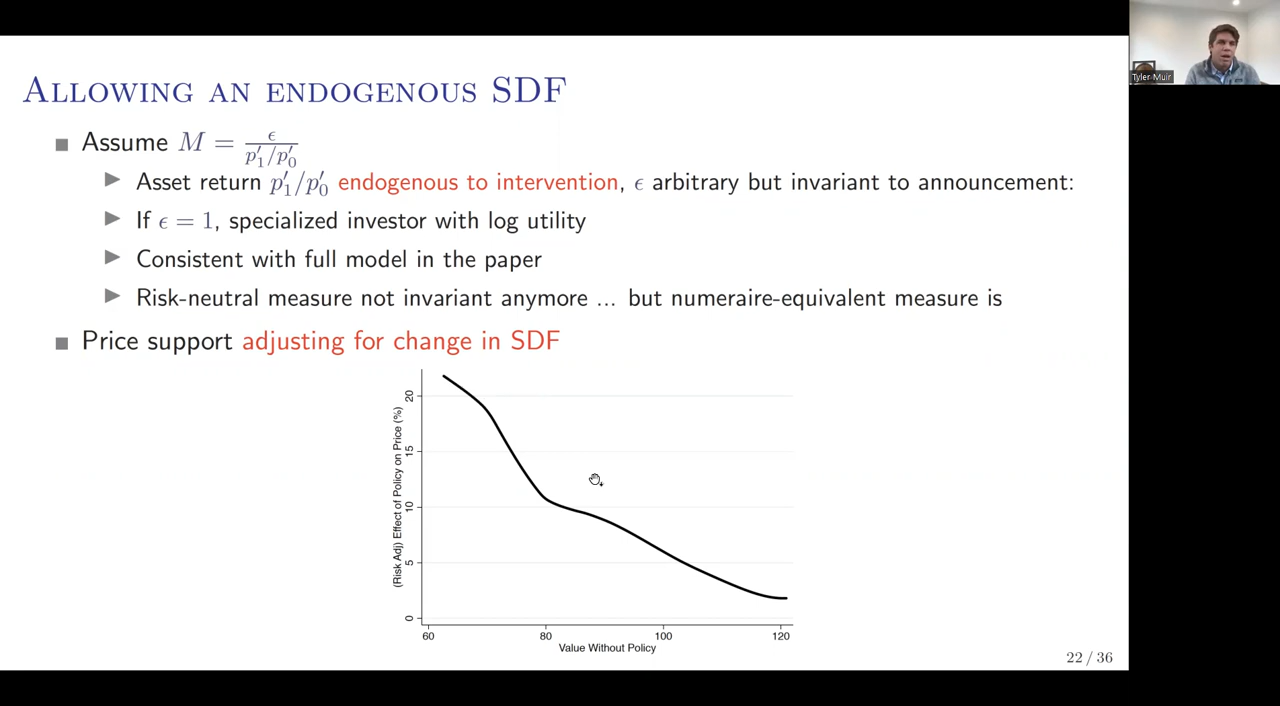 Tyler Muir
ALLOWING AN ENDOGENOUS SDF
Assume M = ϵ / (p′₁/p′₀)
Asset return p′₁/p′₀ endogenous to intervention, ϵ arbitrary but invariant to announcement:
If ϵ = 1, specialized investor with log utility
Consistent with full model in the paper
Risk-neutral measure not invariant anymore ... but numeraire-equivalent measure is
Price support adjusting for change in SDF
(Risk Adj) Effect of Policy on Price (%)
20
15
10
5
0
60 80 100 120
Value Without Policy
22 / 36